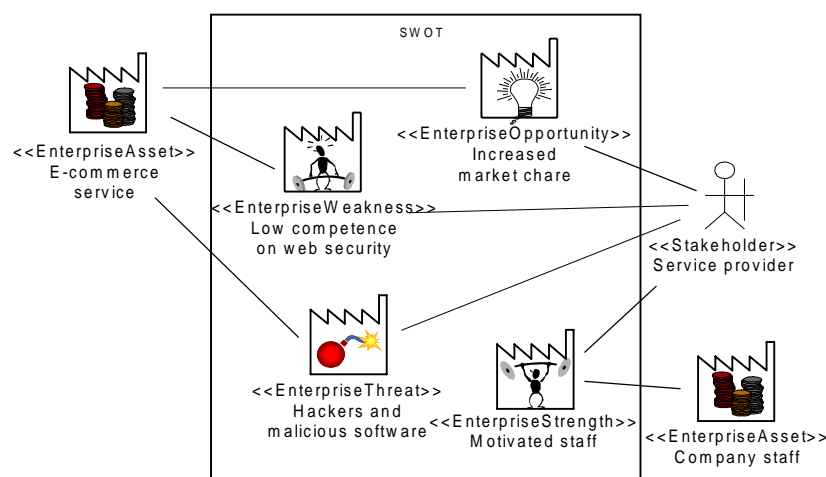 SWOT
<<EnterpriseAsset>>
E-commerce
service
<<EnterpriseOpportunity>>
Increased
market chare
<<EnterpriseWeakness>>
Low competence
on web security
<<Stakeholder>>
Service provider
<<EnterpriseThreat>>
Hackers and
malicious software
<<EnterpriseStrength>>
Motivated staff
<<EnterpriseAsset>>
Company staff